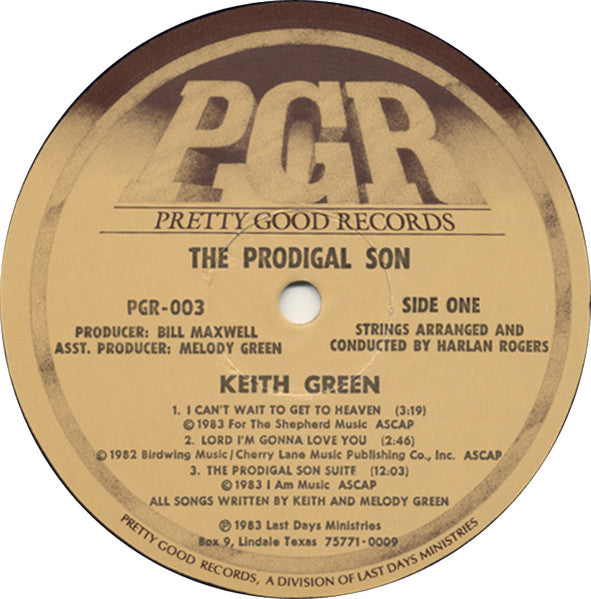 PGR
PRETTY GOOD RECORDS
THE PRODIGAL SON
PGR-003
SIDE ONE
PRODUCER: BILL MAXWELL
ASST. PRODUCER: MELODY GREEN
STRINGS ARRANGED AND
CONDUCTED BY HARLAN ROGERS
KEITH GREEN
1. I CAN'T WAIT TO GET TO HEAVEN (3:19)
© 1983 For The Shepherd Music ASCAP
2. LORD I'M GONNA LOVE YOU (2:46)
© 1982 Birdwing Music/Cherry Lane Music Publishing Co., Inc. ASCAP
3. THE PRODIGAL SON SUITE (12:03)
© 1983 I Am Music ASCAP
ALL SONGS WRITTEN BY KEITH AND MELODY GREEN
℗ 1983 Last Days Ministries
Box 9, Lindale Texas 75771-0009
PRETTY GOOD RECORDS, A DIVISION OF LAST DAYS MINISTRIES